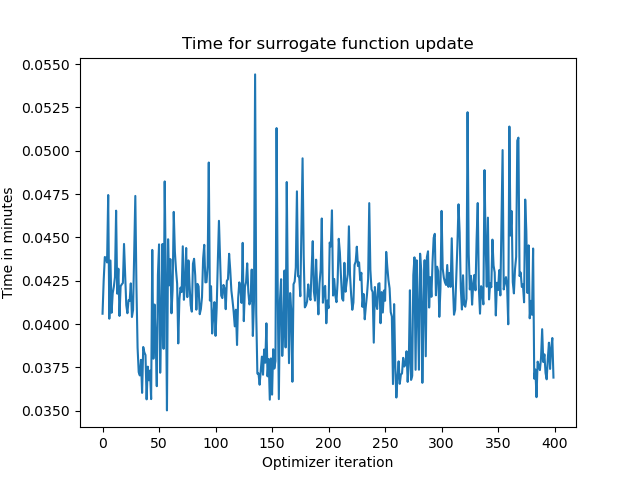 Time for surrogate function update
0.0550
0.0525
0.0500
0.0475
0.0450
0.0425
0.0400
0.0375
0.0350
Time in minutes
0 50 100 150 200 250 300 350 400
Optimizer iteration